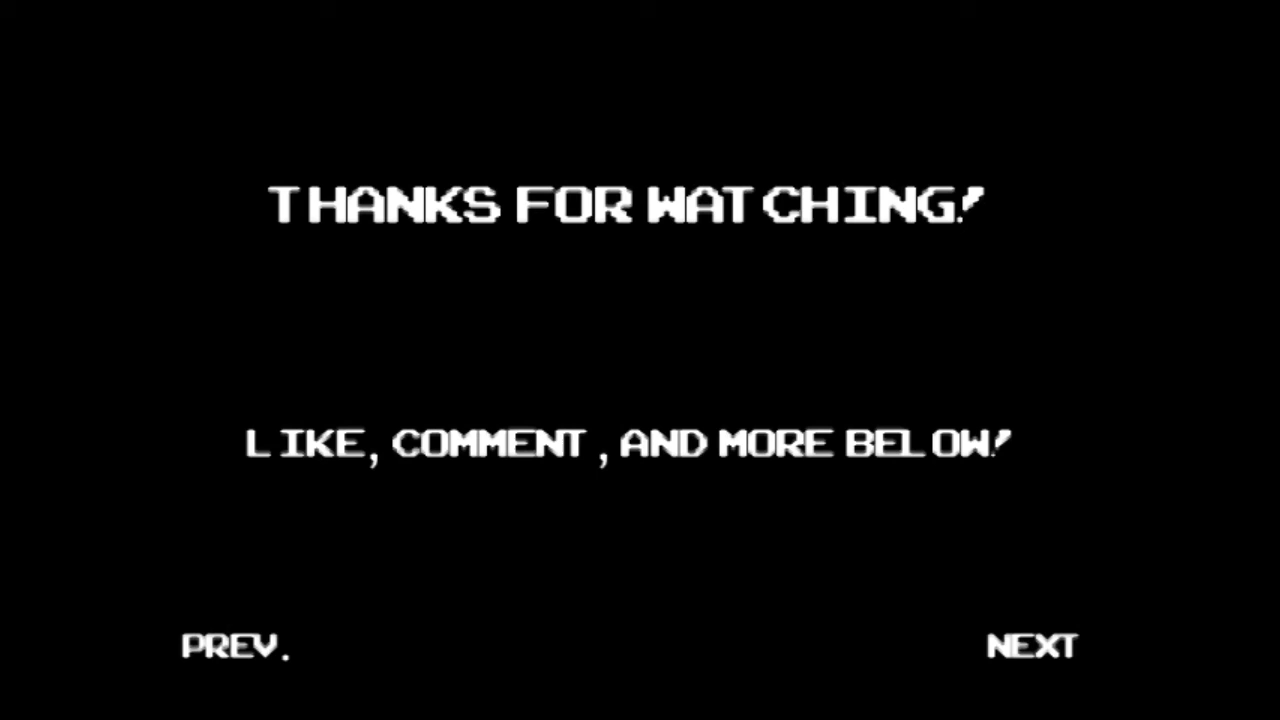 THANKS FOR WATCHING!
LIKE, COMMENT, AND MORE BELOW!
PREV. NEXT